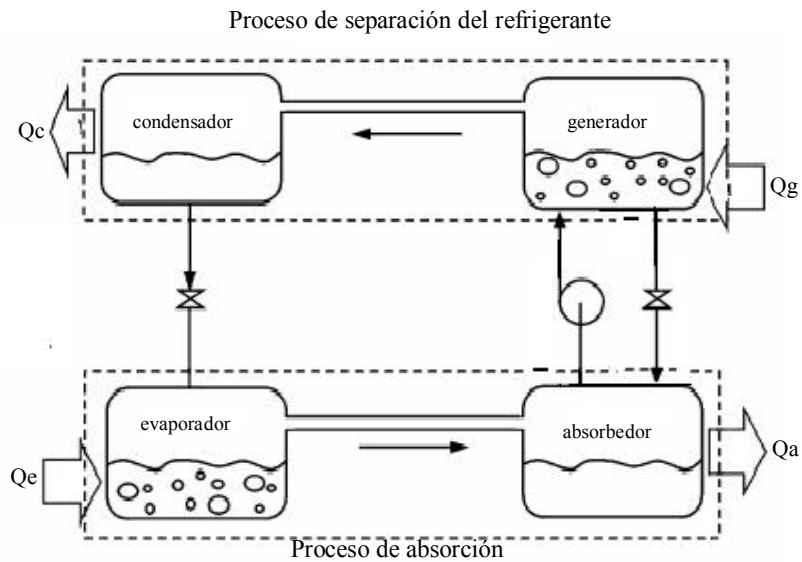 Proceso de separación del refrigerante
condensador
generador
Qc
Qg
evaporador
absorbedor
Qe
Qa
Proceso de absorción